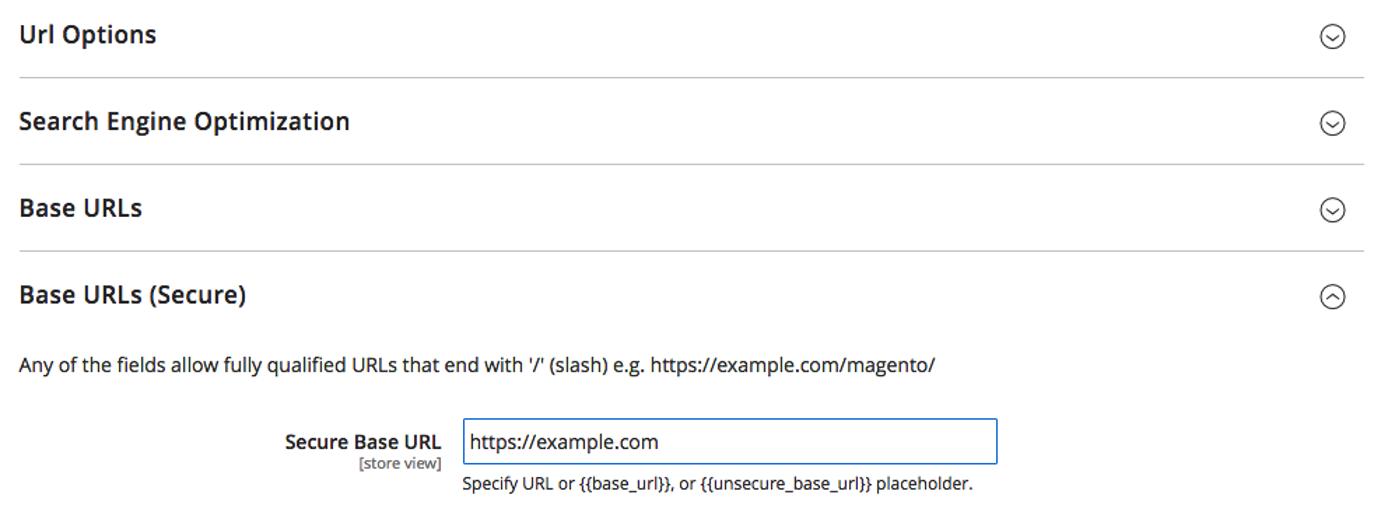 Url Options
Search Engine Optimization
Base URLs
Base URLs (Secure)
Any of the fields allow fully qualified URLs that end with '/' (slash) e.g. https://example.com/magento/
Secure Base URL
https://example.com
[store view]
Specify URL or {{base_url}}, or {{unsecure_base_url}} placeholder.